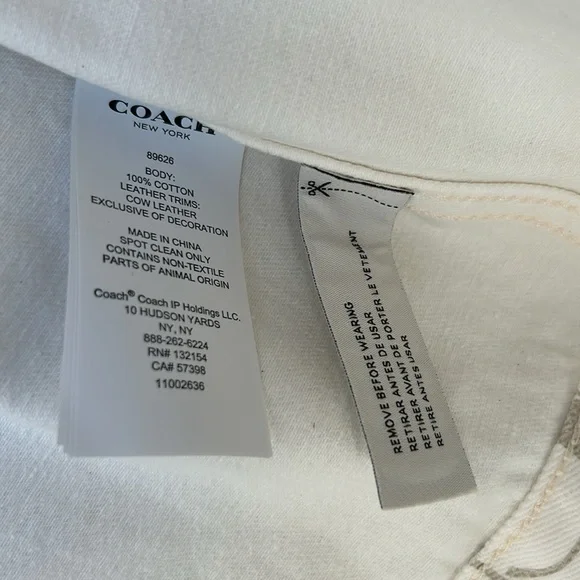 COACH
NEW YORK
89626
BODY:
100% COTTON
LEATHER TRIMS:
COW LEATHER
EXCLUSIVE OF DECORATION
MADE IN CHINA
SPOT CLEAN ONLY
CONTAINS NON-TEXTILE
PARTS OF ANIMAL ORIGIN
Coach® Coach IP Holdings LLC.
10 HUDSON YARDS
NY, NY
888-262-6224
RN# 132154
CA# 57398
11002636
REMOVE BEFORE WEARING
RETIRAR ANTES DE USAR
RETIRER AVANT DE PORTER LE VETEMENT
RETIRE ANTES USAR